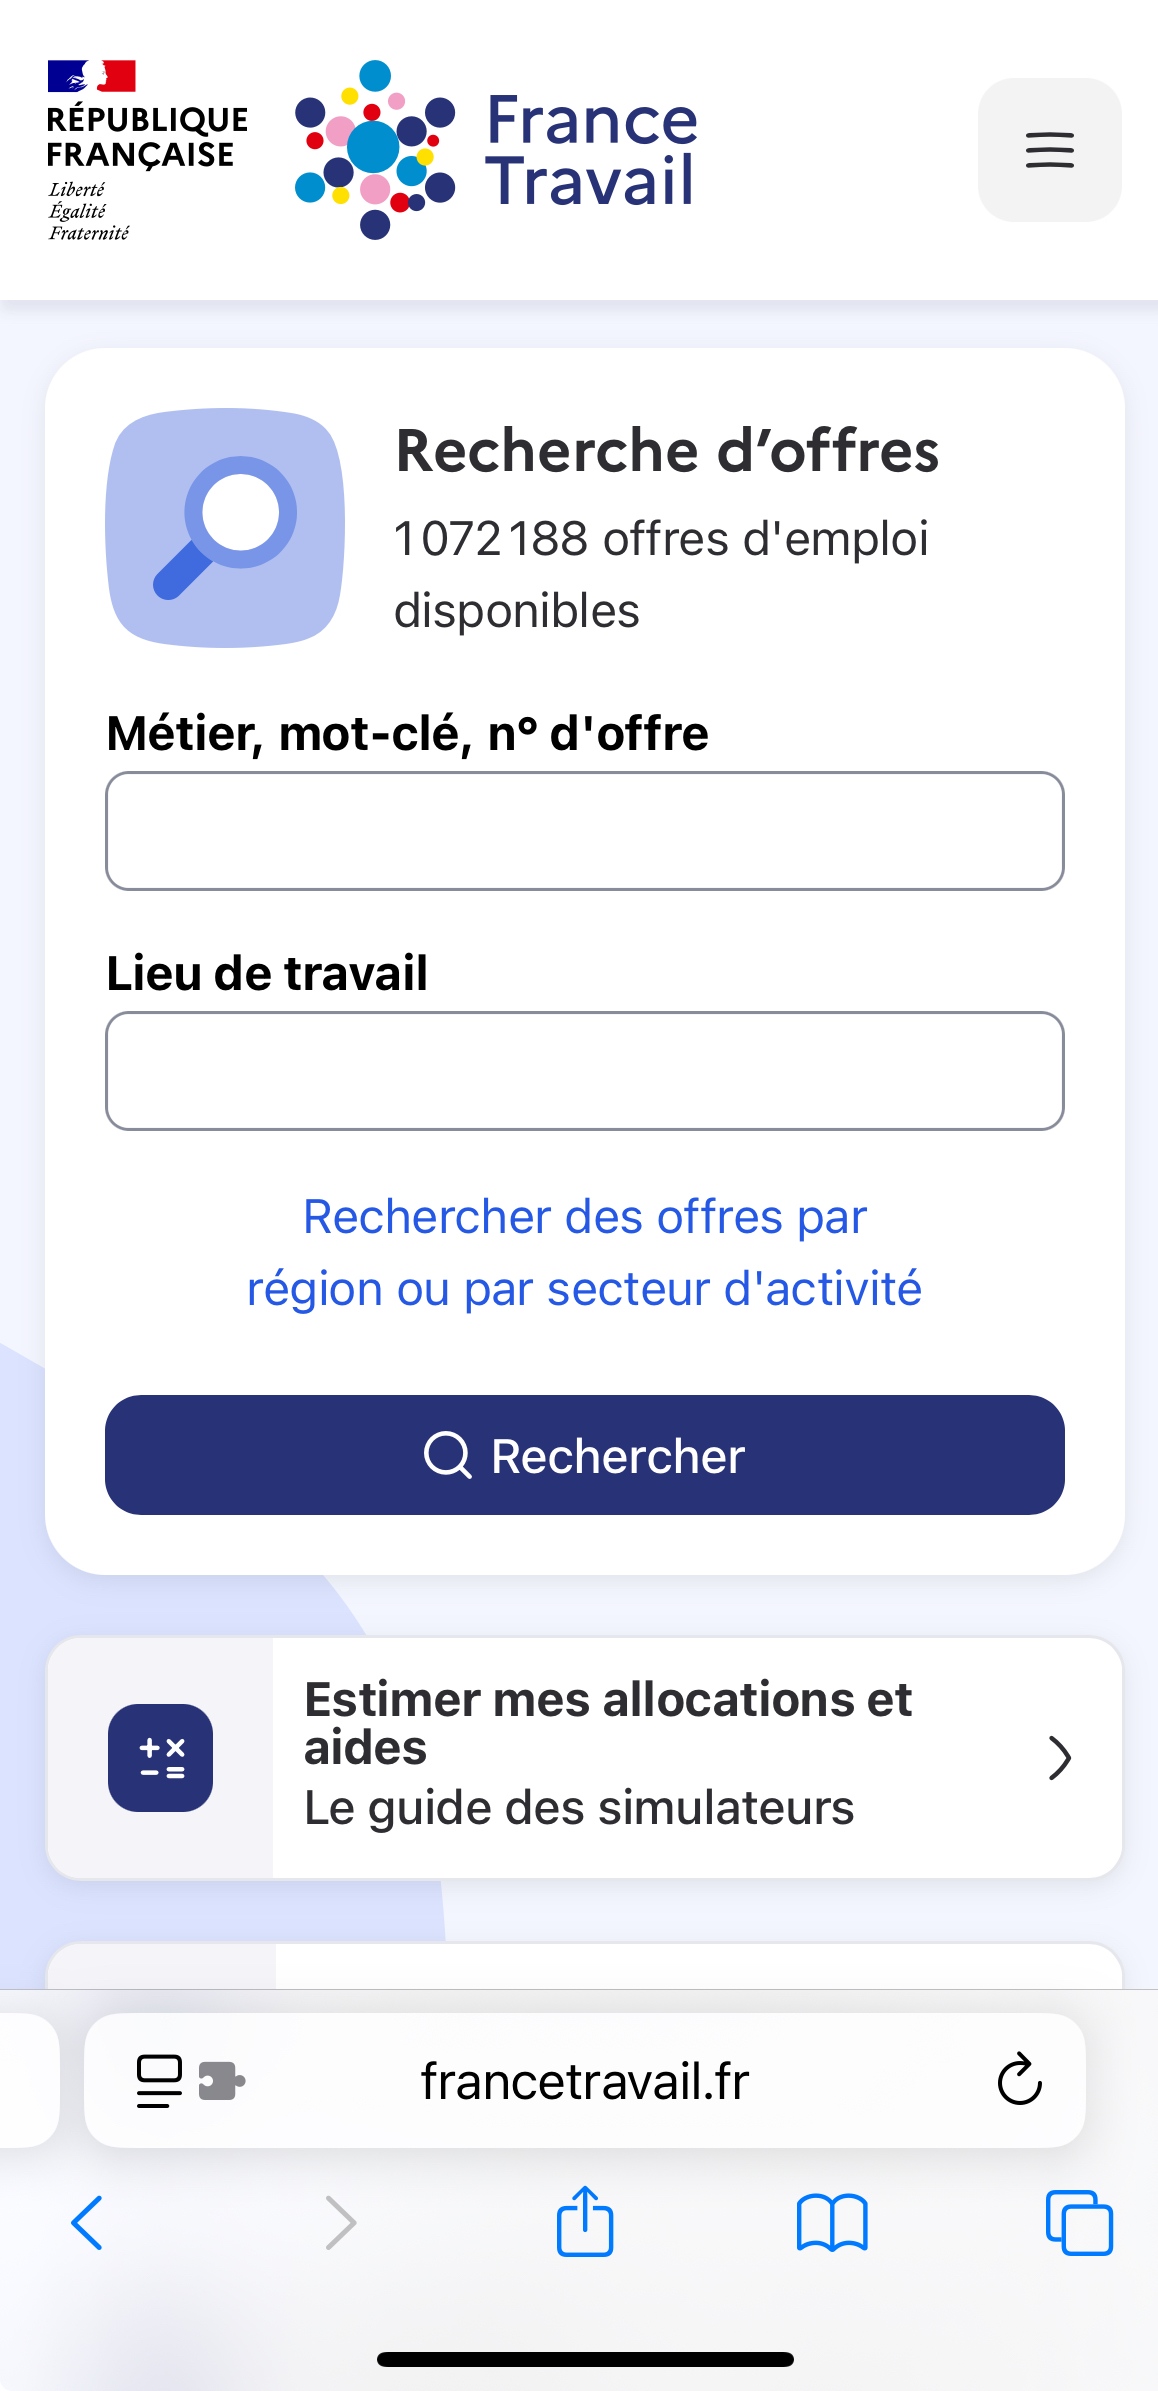 RÉPUBLIQUE
FRANÇAISE
Liberté
Égalité
Fraternité
France
Travail
Recherche d’offres
1 072 188 offres d'emploi
disponibles
Métier, mot-clé, n° d'offre
Lieu de travail
Rechercher des offres par
région ou par secteur d'activité
Rechercher
Estimer mes allocations et
aides
Le guide des simulateurs
francetravail.fr